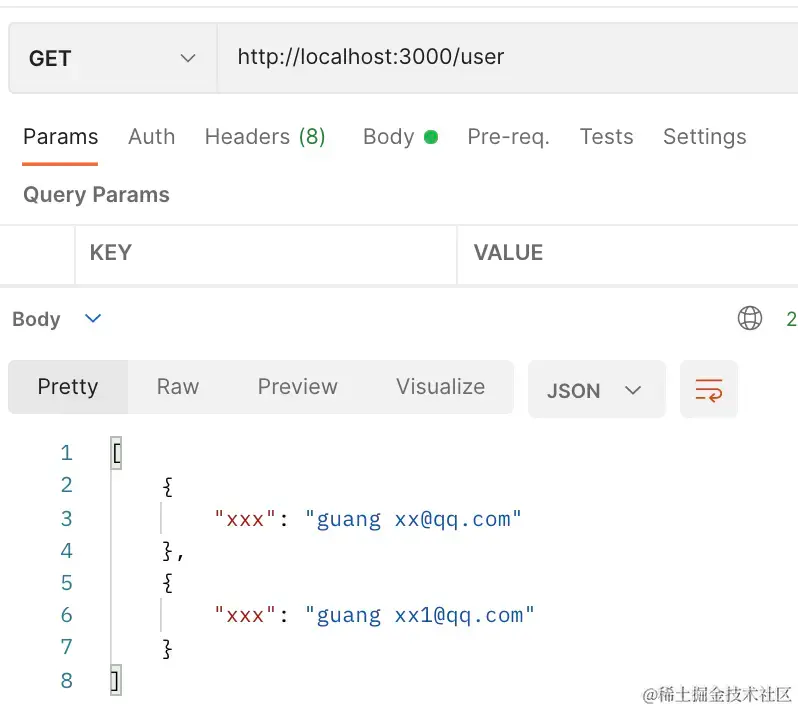 GET http://localhost:3000/user
Params Auth Headers (8) Body Pre-req. Tests Settings
Query Params
KEY VALUE
Body 2
Pretty Raw Preview Visualize JSON
1 [
2 {
3 "xxx": "guang xx@qq.com"
4 },
5 {
6 "xxx": "guang xx1@qq.com"
7 }
8 ]
@稀土掘金技术社区